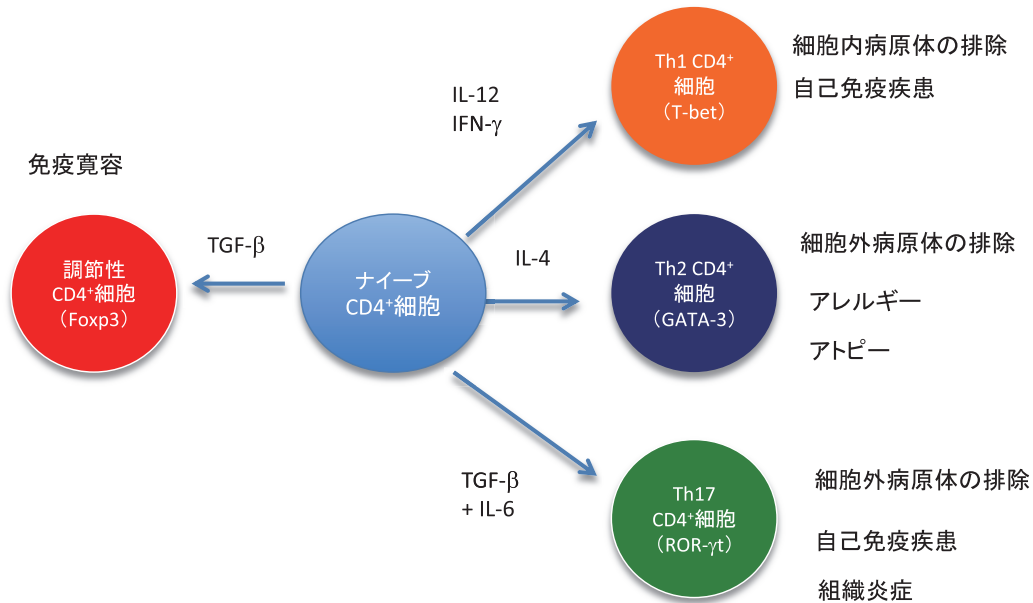 免疫寛容
調節性
CD4⁺細胞
（Foxp3）
TGF-β
ナイーブ
CD4⁺細胞
IL-12
IFN-γ
Th1 CD4⁺
細胞
（T-bet）
細胞内病原体の排除
自己免疫疾患
IL-4
Th2 CD4⁺
細胞
（GATA-3）
細胞外病原体の排除
アレルギー
アトピー
TGF-β
+ IL-6
Th17
CD4⁺細胞
（ROR-γt）
細胞外病原体の排除
自己免疫疾患
組織炎症